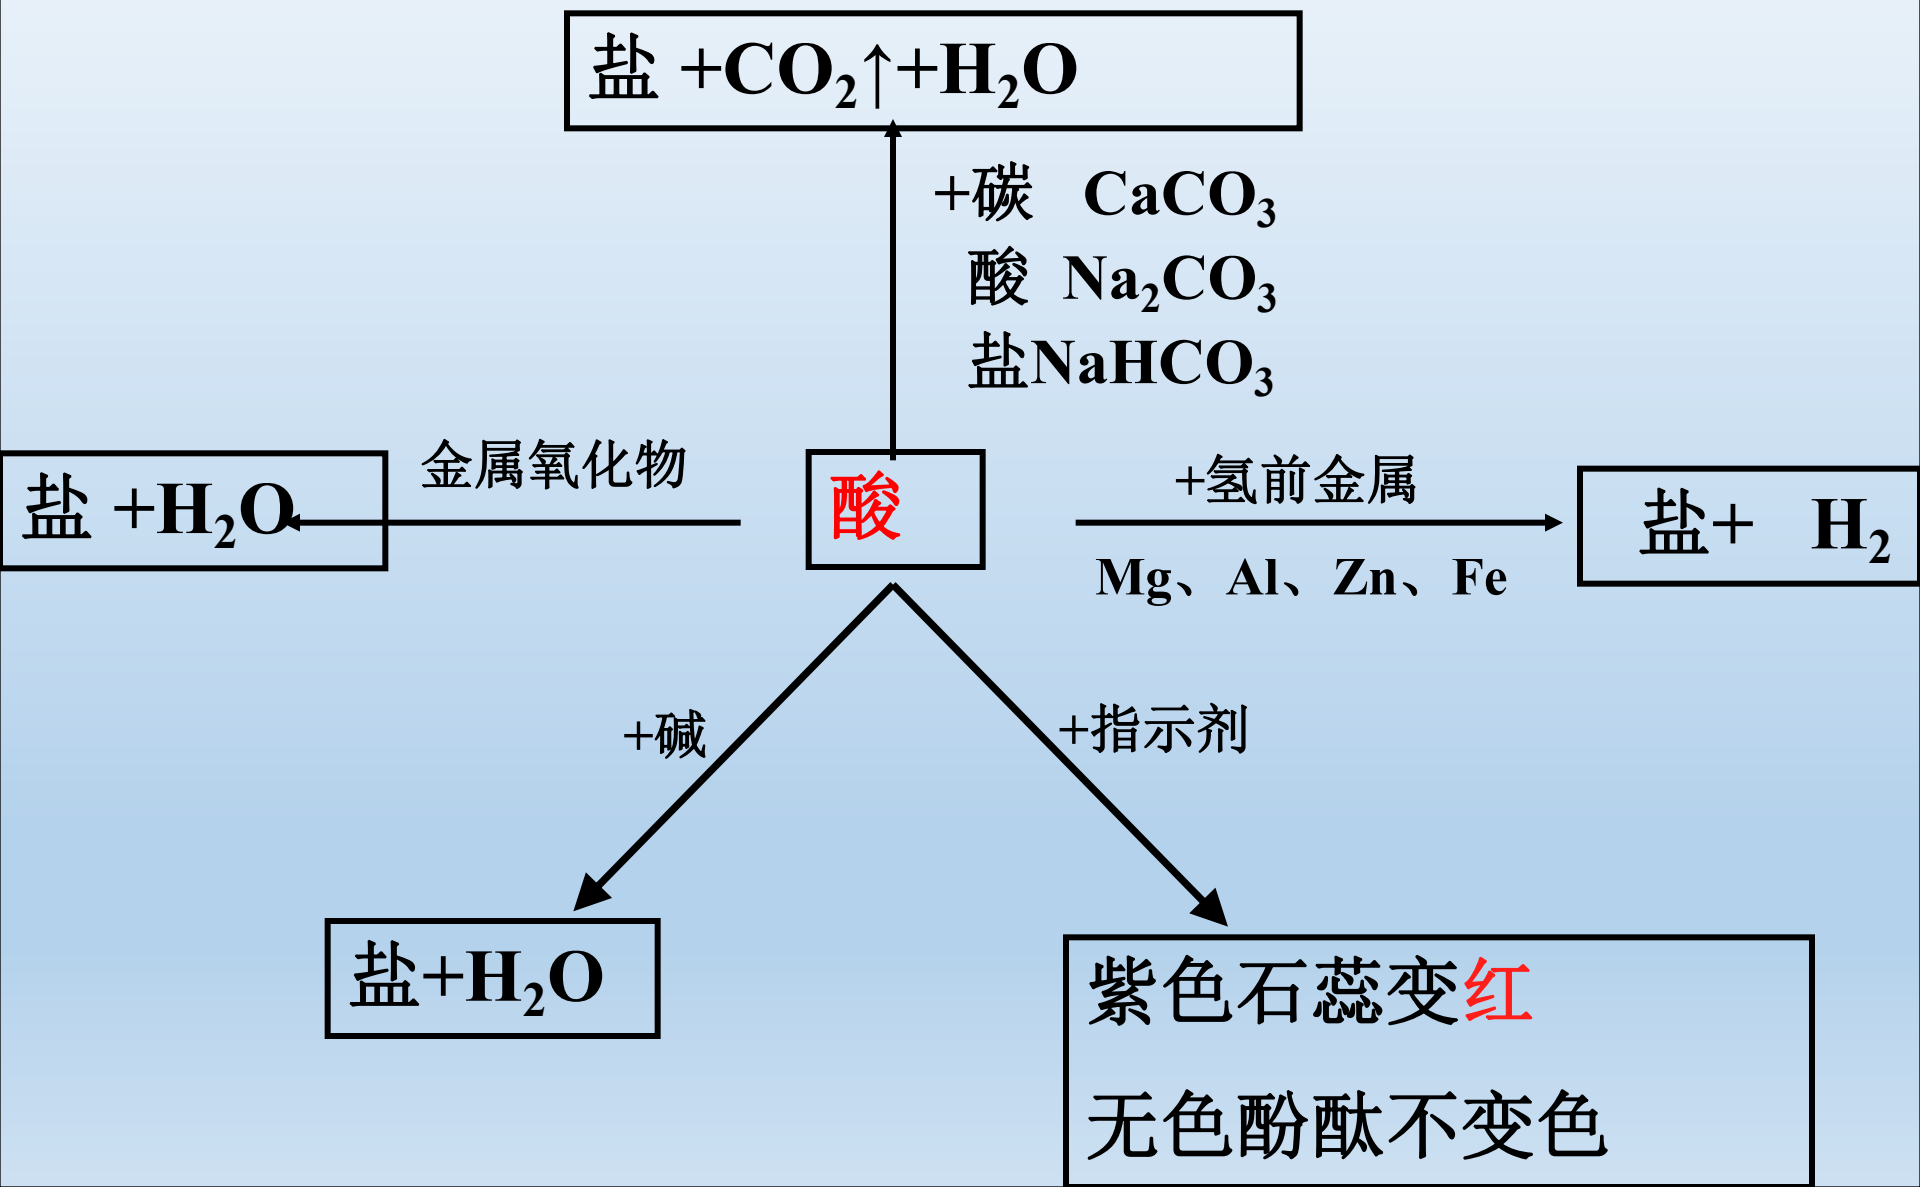 盐 +CO₂↑+H₂O
+碳 CaCO₃
酸 Na₂CO₃
盐NaHCO₃
金属氧化物
盐 +H₂O
酸
+氢前金属
Mg、Al、Zn、Fe
盐+ H₂
+碱
+指示剂
盐+H₂O
紫色石蕊变红
无色酚酞不变色